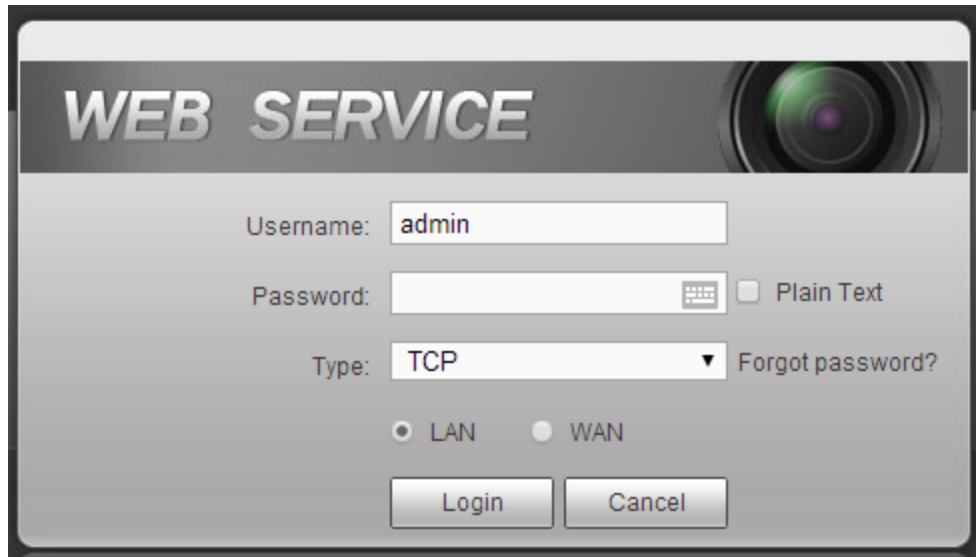 WEB SERVICE
Username: admin
Password: Plain Text
Type: TCP Forgot password?
LAN WAN
Login Cancel